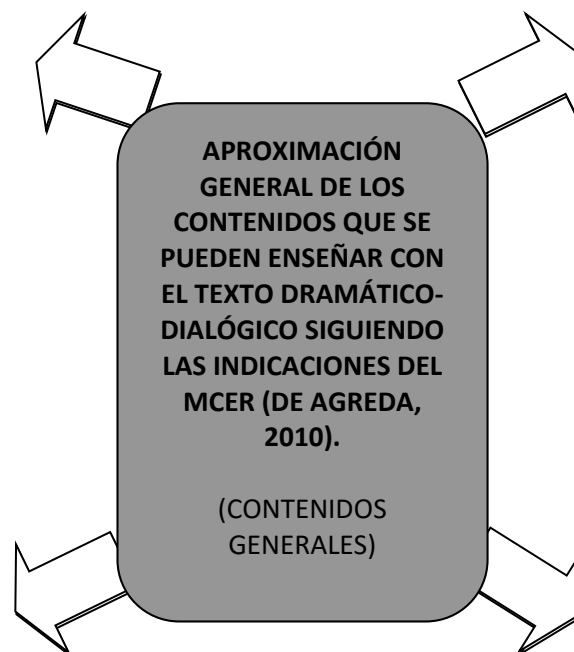 APROXIMACIÓN
GENERAL DE LOS
CONTENIDOS QUE SE
PUEDEN ENSEÑAR CON
EL TEXTO DRAMÁTICO-
DIALÓGICO SIGUIENDO
LAS INDICACIONES DEL
MCER (DE AGREDA,
2010).
(CONTENIDOS
GENERALES)